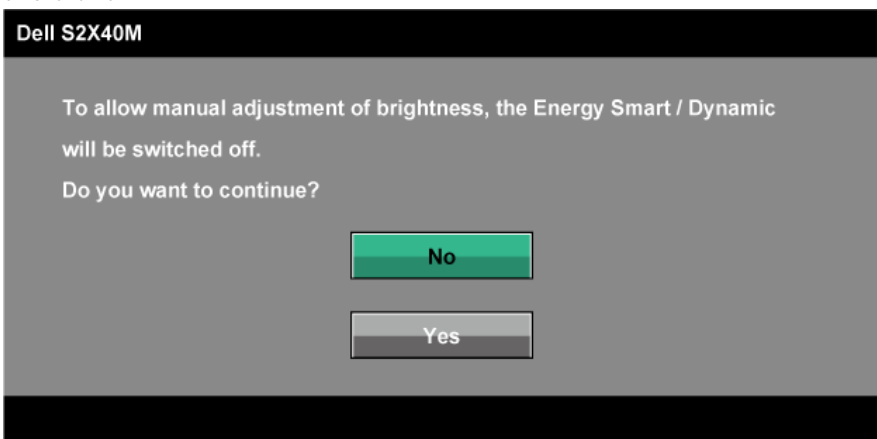 Dell S2X40M
To allow manual adjustment of brightness, the Energy Smart / Dynamic
will be switched off.
Do you want to continue?
No
Yes